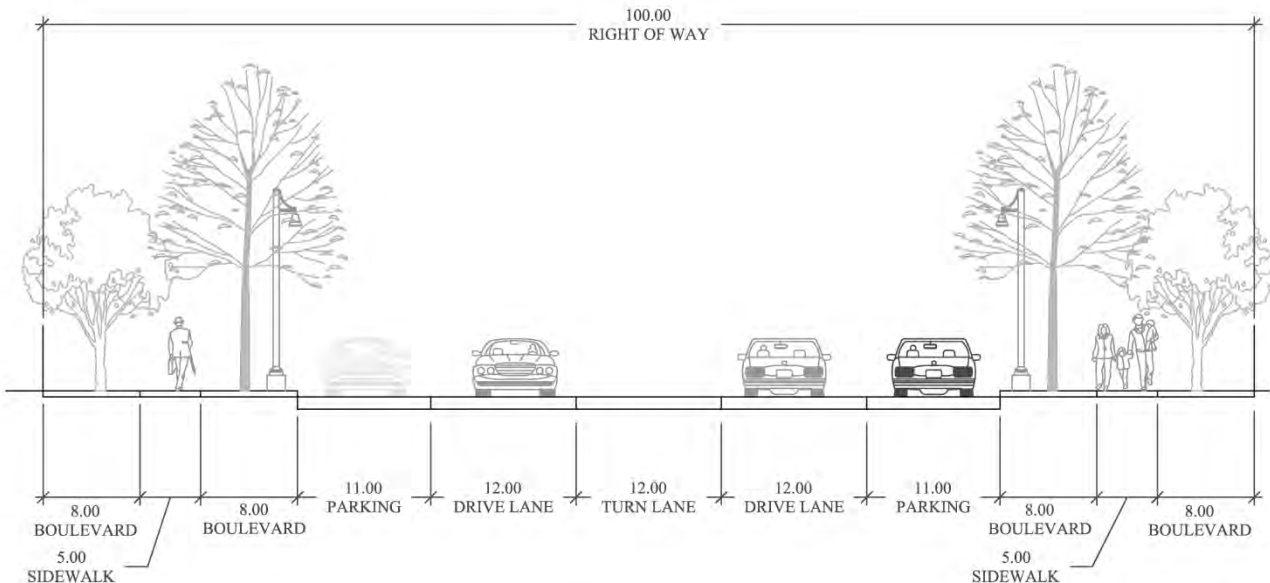 100.00
RIGHT OF WAY
11.00
PARKING
12.00
DRIVE LANE
12.00
TURN LANE
12.00
DRIVE LANE
11.00
PARKING
8.00
BOULEVARD
8.00
BOULEVARD
8.00
BOULEVARD
8.00
BOULEVARD
5.00
SIDEWALK
5.00
SIDEWALK